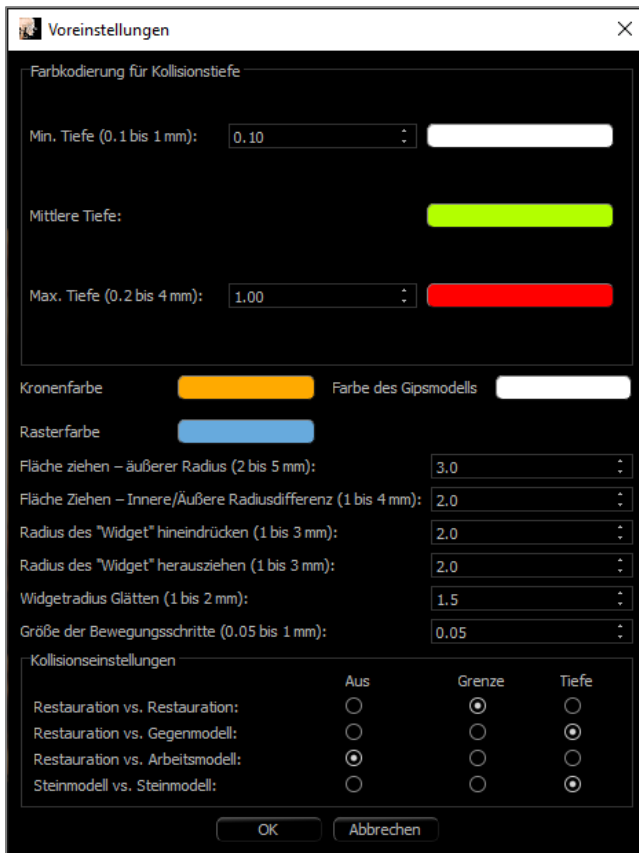 Voreinstellungen
Farbkodierung für Kollisionstiefe
Min. Tiefe (0.1 bis 1 mm): 0.10
Mittlere Tiefe:
Max. Tiefe (0.2 bis 4 mm): 1.00
Kronenfarbe Farbe des Gipsmodells
Rasterfarbe
Fläche ziehen – äußerer Radius (2 bis 5 mm): 3.0
Fläche Ziehen – Innere/Äußere Radiusdifferenz (1 bis 4 mm): 2.0
Radius des "Widget" hineindrücken (1 bis 3 mm): 2.0
Radius des "Widget" herausziehen (1 bis 3 mm): 2.0
Widgetradius Glätten (1 bis 2 mm): 1.5
Größe der Bewegungsschritte (0.05 bis 1 mm): 0.05
Kollisionseinstellungen
Aus Grenze Tiefe
Restauration vs. Restauration:
Restauration vs. Gegenmodell:
Restauration vs. Arbeitsmodell:
Steinmodell vs. Steinmodell:
OK Abbrechen